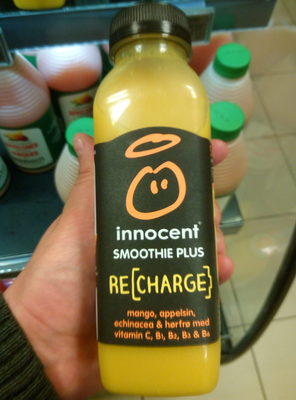 innocent
SMOOTHIE PLUS
RE[CHARGE}
mango, appelsin,
echinacea & hørfrø med
vitamin C, B₁, B₂, B₃ & B₆